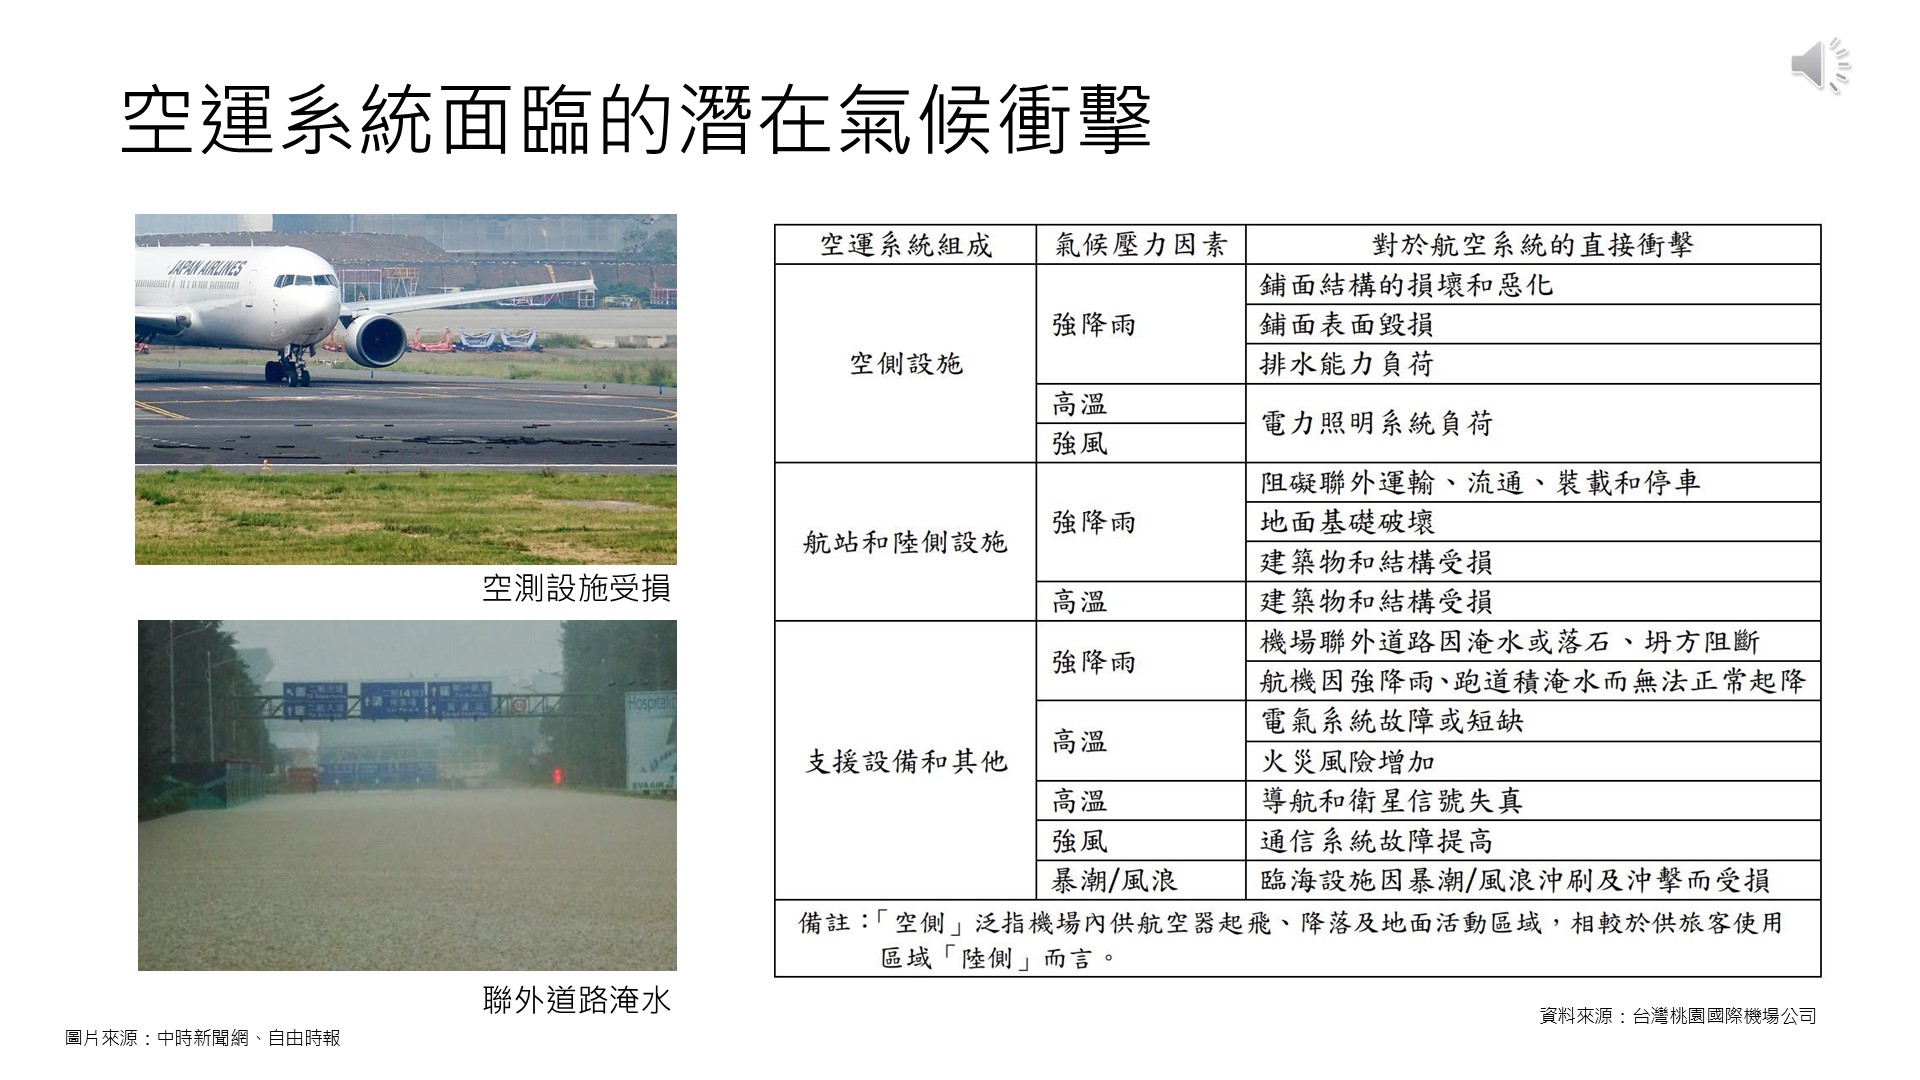 空運系統面臨的潛在氣候衝擊
JAPAN AIRLINES
空測設施受損
Hospitali
EVA AIR
聯外道路淹水
圖片來源：中時新聞網、自由時報
空運系統組成 氣候壓力因素 對於航空系統的直接衝擊
空側設施
強降雨
鋪面結構的損壞和惡化
鋪面表面毀損
排水能力負荷
高溫
強風
電力照明系統負荷
航站和陸側設施
強降雨
阻礙聯外運輸、流通、裝載和停車
地面基礎破壞
建築物和結構受損
高溫
建築物和結構受損
支援設備和其他
強降雨
機場聯外道路因淹水或落石、坍方阻斷
航機因強降雨、跑道積淹水而無法正常起降
高溫
電氣系統故障或短缺
火災風險增加
高溫
導航和衛星信號失真
強風
通信系統故障提高
暴潮/風浪
臨海設施因暴潮/風浪沖刷及沖擊而受損
備註：「空側」泛指機場內供航空器起飛、降落及地面活動區域，相較於供旅客使用
區域「陸側」而言。
資料來源：台灣桃園國際機場公司